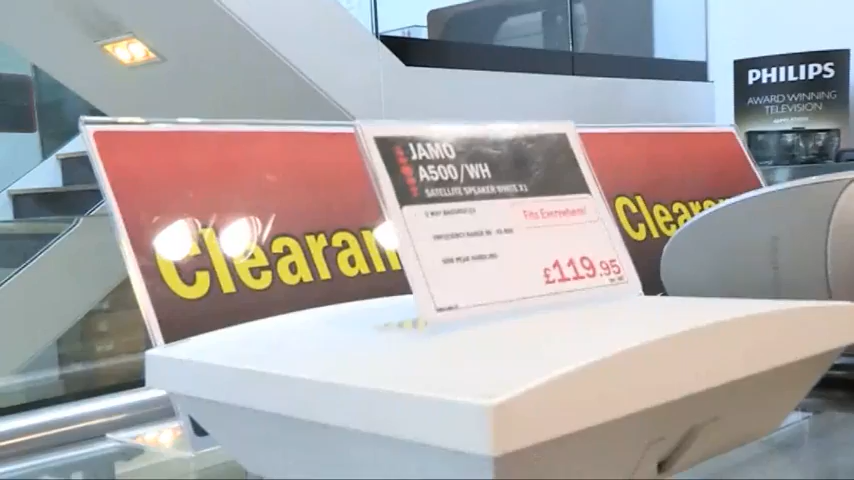 PHILIPS
AWARD WINNING
TELEVISION
JAMO
A500/WH
SATELLITE SPEAKER WHITE X1
Fits Everywhere!
£119.95
Clearan
Cleara